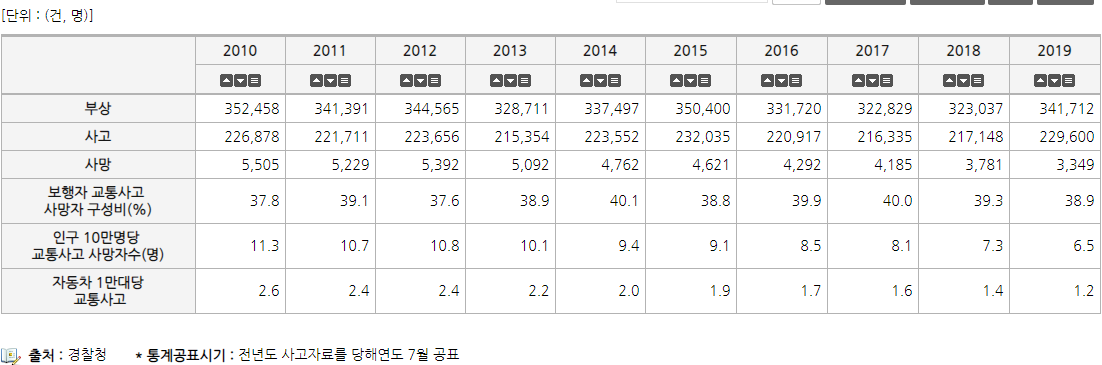 [단위 : (건, 명)]
2010 2011 2012 2013 2014 2015 2016 2017 2018 2019
부상 352,458 341,391 344,565 328,711 337,497 350,400 331,720 322,829 323,037 341,712
사고 226,878 221,711 223,656 215,354 223,552 232,035 220,917 216,335 217,148 229,600
사망 5,505 5,229 5,392 5,092 4,762 4,621 4,292 4,185 3,781 3,349
보행자 교통사고
사망자 구성비(%) 37.8 39.1 37.6 38.9 40.1 38.8 39.9 40.0 39.3 38.9
인구 10만명당
교통사고 사망자수(명) 11.3 10.7 10.8 10.1 9.4 9.1 8.5 8.1 7.3 6.5
자동차 1만대당
교통사고 2.6 2.4 2.4 2.2 2.0 1.9 1.7 1.6 1.4 1.2
출처 : 경찰청 * 통계공표시기 : 전년도 사고자료를 당해연도 7월 공표